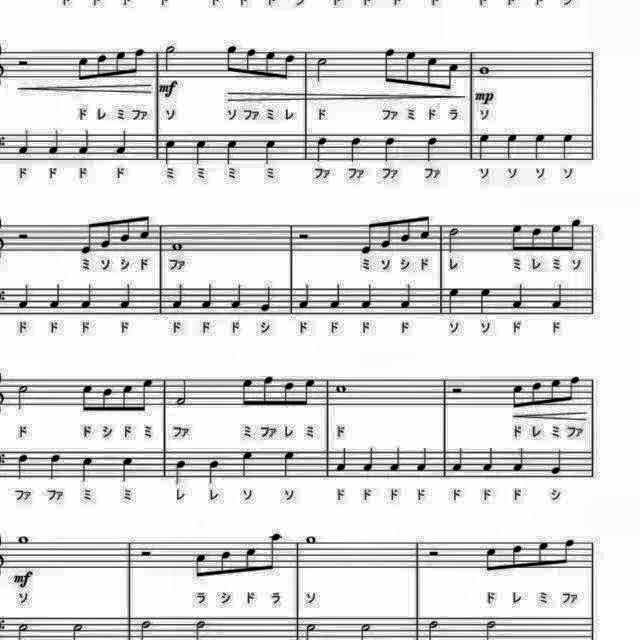 mf
mp
ド レ ミ ファ ソ ソ ファ ミ レ ド ファ ミ ド ラ ソ
ド ド ド ド ミ ミ ミ ミ ファ ファ ファ ファ ソ ソ ソ ソ
ミ ソ シ ド ファ ミ ソ シ ド レ ミ レ ミ ソ
ド ド ド ド ド ド ド シ ド ド ド ド ソ ソ ド ド
ド ド シ ド ミ ファ ミ ファ レ ミ ド ド レ ミ ファ
ファ ファ ミ ミ レ レ ソ ソ ド ド ド ド ド ド ド シ
mf
ソ ラ シ ド ラ ソ ド レ ミ ファ